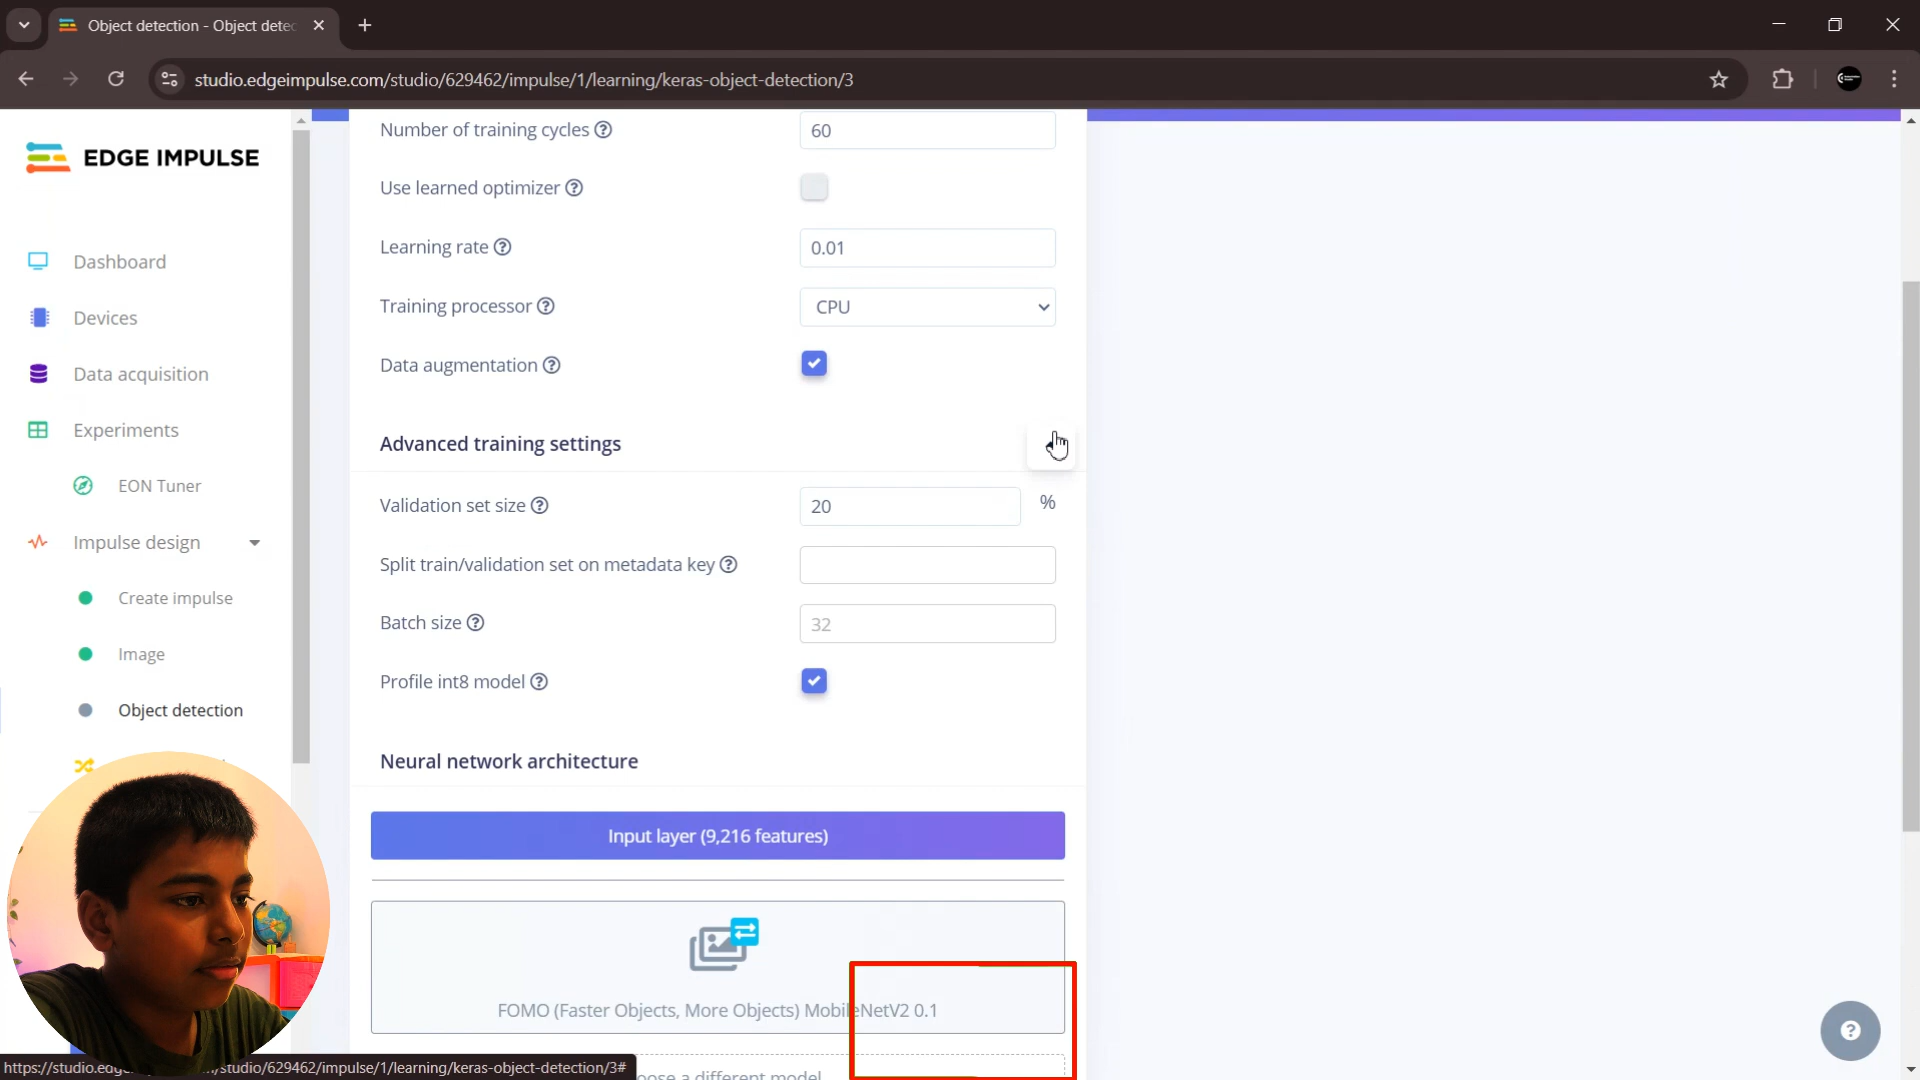 Object detection - Object detec
studio.edgeimpulse.com/studio/629462/impulse/1/learning/keras-object-detection/3
EDGE IMPULSE
Dashboard
Devices
Data acquisition
Experiments
EON Tuner
Impulse design
Create impulse
Image
Object detection
Number of training cycles
60
Use learned optimizer
Learning rate
0.01
Training processor
CPU
Data augmentation
Advanced training settings
Validation set size
20
%
Split train/validation set on metadata key
Batch size
32
Profile int8 model
Neural network architecture
Input layer (9,216 features)
FOMO (Faster Objects, More Objects) MobileNetV2 0.1
a different model
https://studio.edg /studio/629462/impulse/1/learning/keras-object-detection/3#